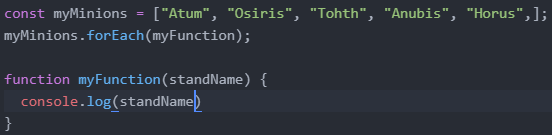 const myMinions = ["Atum", "Osiris", "Tohth", "Anubis", "Horus",];
myMinions.forEach(myFunction);
function myFunction(standName) {
console.log(standName)
}